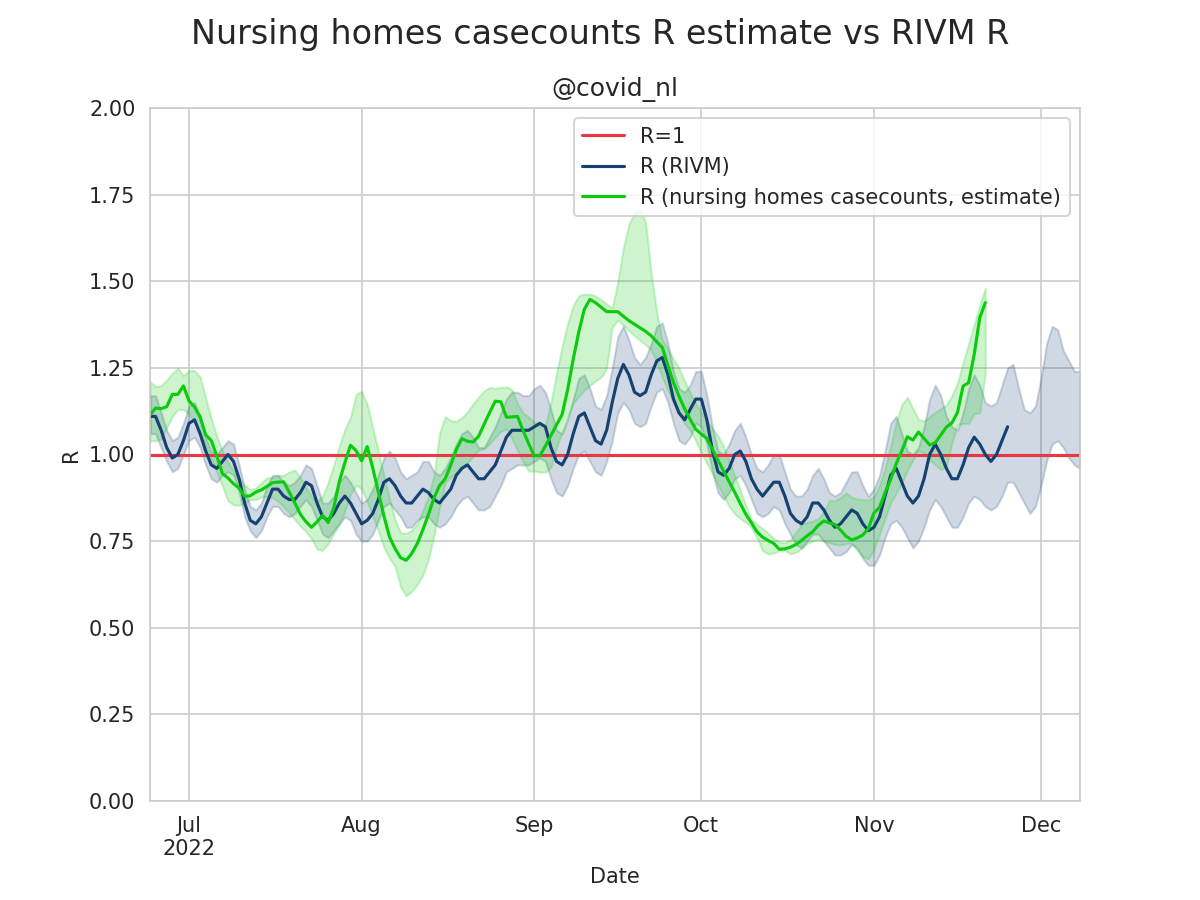 Nursing homes casecounts R estimate vs RIVM R
@covid_nl
2.00
1.75
1.50
1.25
1.00
0.75
0.50
0.25
0.00
R
R=1
R (RIVM)
R (nursing homes casecounts, estimate)
Jul
2022
Aug
Sep
Oct
Nov
Dec
Date